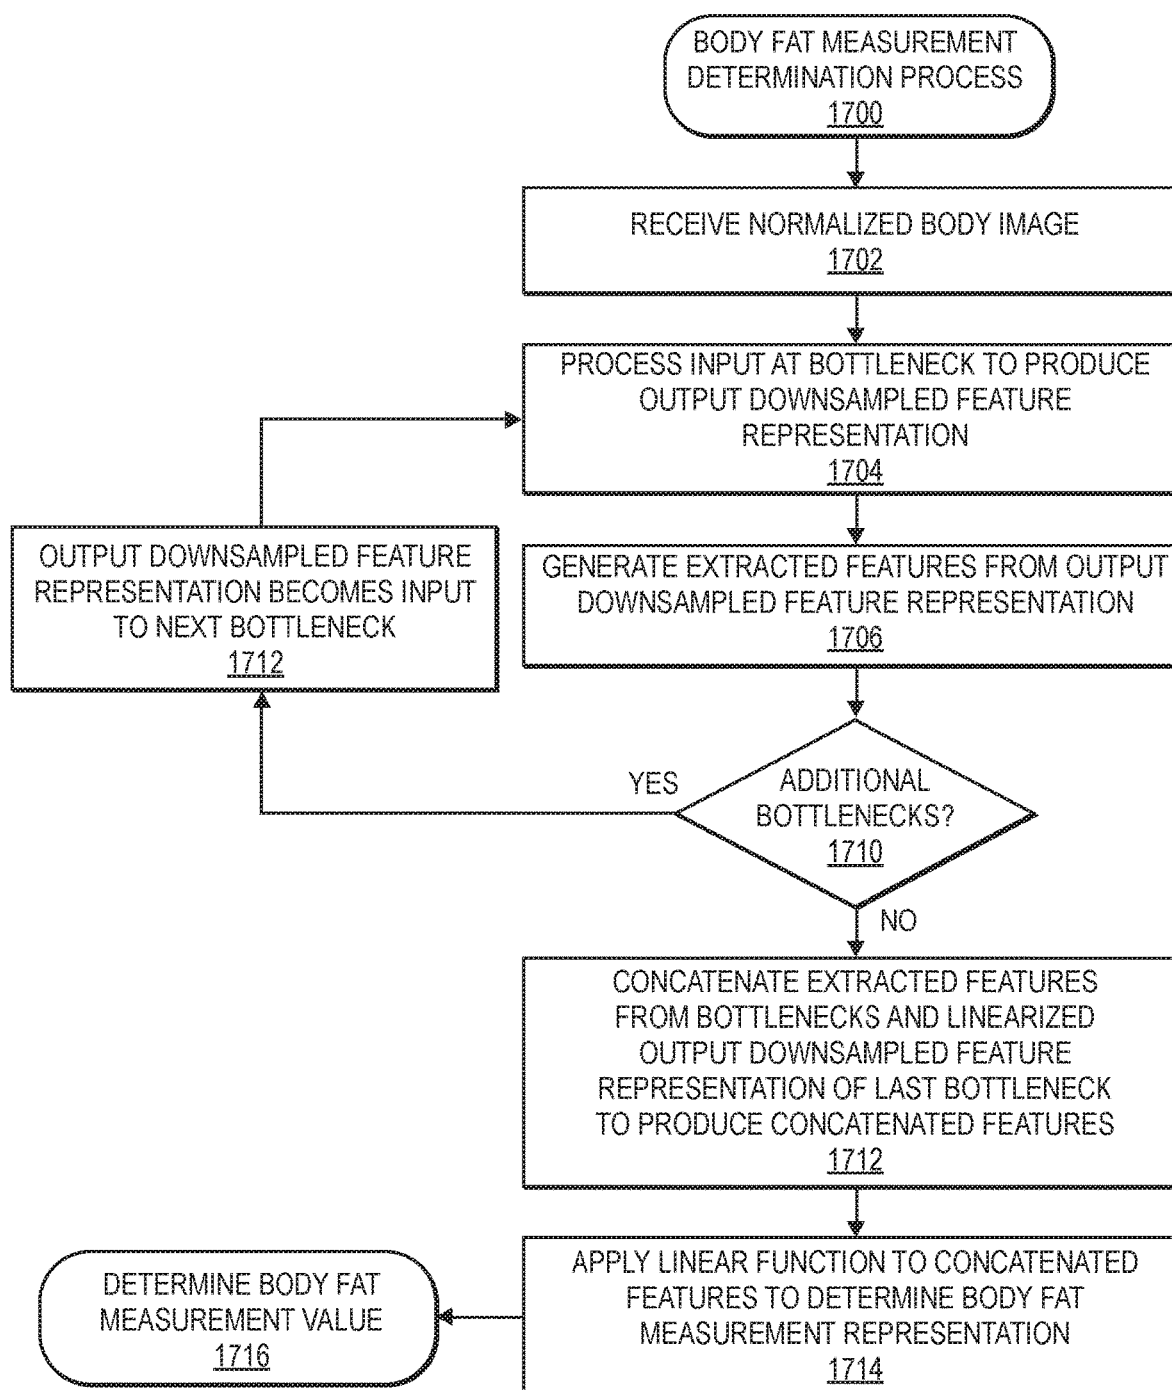 BODY FAT MEASUREMENT
DETERMINATION PROCESS
1700
RECEIVE NORMALIZED BODY IMAGE
1702
PROCESS INPUT AT BOTTLENECK TO PRODUCE
OUTPUT DOWNSAMPLED FEATURE
REPRESENTATION
1704
OUTPUT DOWNSAMPLED FEATURE
REPRESENTATION BECOMES INPUT
TO NEXT BOTTLENECK
1712
GENERATE EXTRACTED FEATURES FROM OUTPUT
DOWNSAMPLED FEATURE REPRESENTATION
1706
YES
ADDITIONAL
BOTTLENECKS?
1710
NO
CONCATENATE EXTRACTED FEATURES
FROM BOTTLENECKS AND LINEARIZED
OUTPUT DOWNSAMPLED FEATURE
REPRESENTATION OF LAST BOTTLENECK
TO PRODUCE CONCATENATED FEATURES
1712
APPLY LINEAR FUNCTION TO CONCATENATED
FEATURES TO DETERMINE BODY FAT
MEASUREMENT REPRESENTATION
1714
DETERMINE BODY FAT
MEASUREMENT VALUE
1716